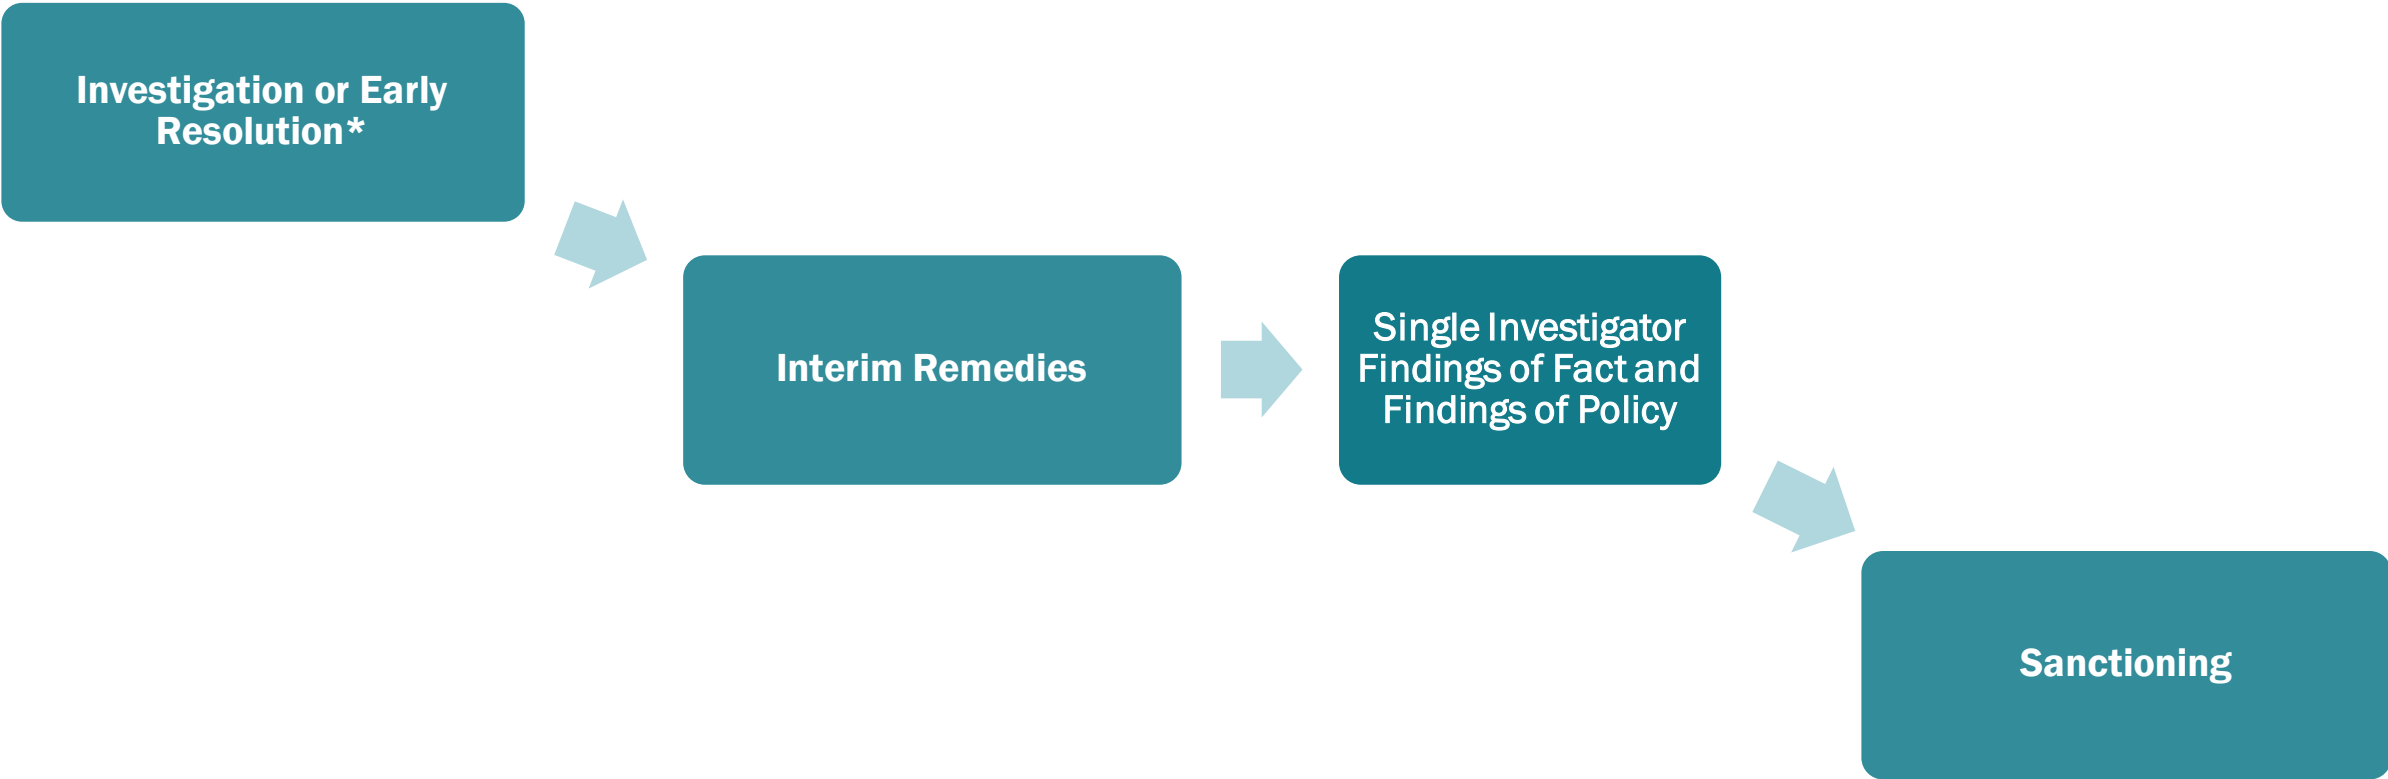 Investigation or Early
Resolution*
Interim Remedies
Single Investigator
Findings of Fact and
Findings of Policy
Sanctioning